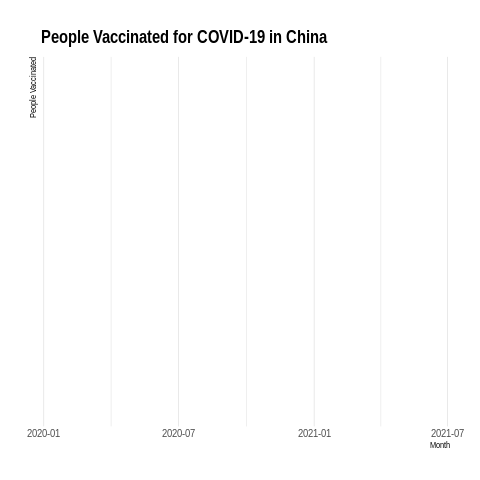 People Vaccinated for COVID-19 in China
People Vaccinated
2020-01
2020-07
2021-01
2021-07
Month